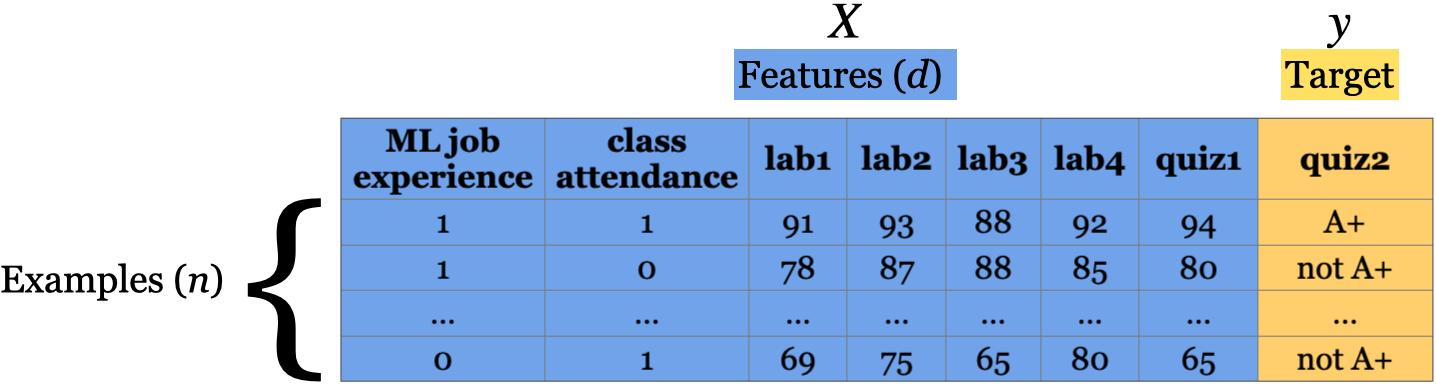 X y
Features (d) Target
ML job experience class attendance lab1 lab2 lab3 lab4 quiz1 quiz2
1 1 91 93 88 92 94 A+
Examples (n)
1 0 78 87 88 85 80 not A+
... ... ... ... ... ... ... ...
0 1 69 75 65 80 65 not A+